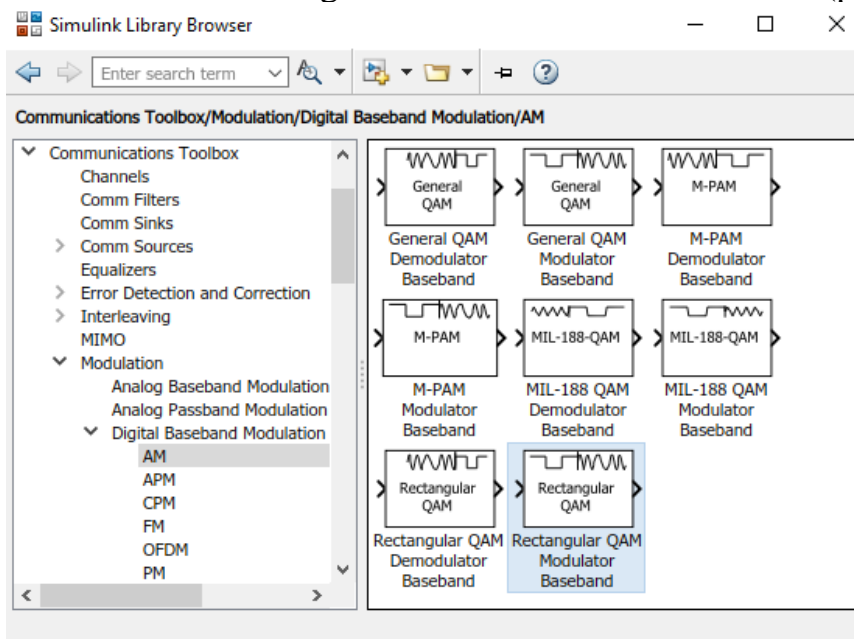 Simulink Library Browser
Enter search term
Communications Toolbox/Modulation/Digital Baseband Modulation/AM
Communications Toolbox
Channels
Comm Filters
Comm Sinks
Comm Sources
Equalizers
Error Detection and Correction
Interleaving
MIMO
Modulation
Analog Baseband Modulation
Analog Passband Modulation
Digital Baseband Modulation
AM
APM
CPM
FM
OFDM
PM
General
QAM
General QAM
Demodulator
Baseband
General
QAM
General QAM
Modulator
Baseband
M-PAM
M-PAM
Demodulator
Baseband
M-PAM
M-PAM
Modulator
Baseband
MIL-188-QAM
MIL-188 QAM
Demodulator
Baseband
MIL-188-QAM
MIL-188 QAM
Modulator
Baseband
Rectangular
QAM
Rectangular QAM
Demodulator
Baseband
Rectangular
QAM
Rectangular QAM
Modulator
Baseband